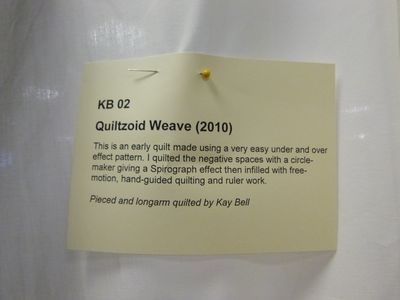 KB 02
Quiltzoid Weave (2010)
This is an early quilt made using a very easy under and over
effect pattern. I quilted the negative spaces with a circle-
maker giving a Spirograph effect then infilled with free-
motion, hand-guided quilting and ruler work.
Pieced and longarm quilted by Kay Bell